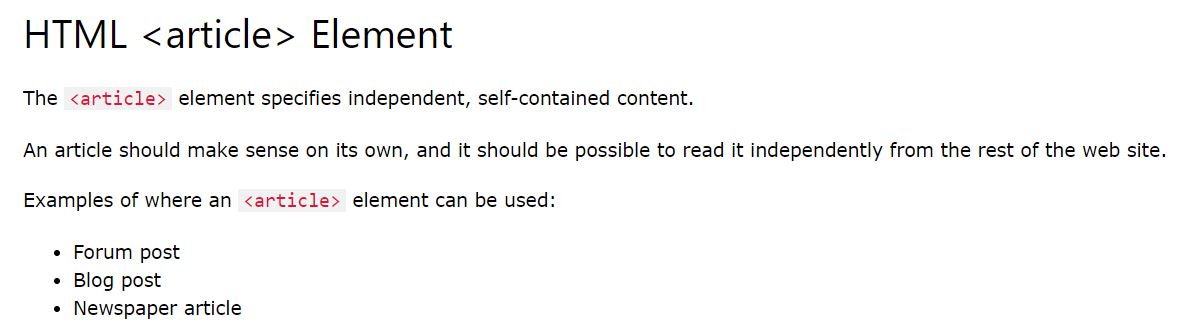 HTML <article> Element
The <article> element specifies independent, self-contained content.
An article should make sense on its own, and it should be possible to read it independently from the rest of the web site.
Examples of where an <article> element can be used:
• Forum post
• Blog post
• Newspaper article